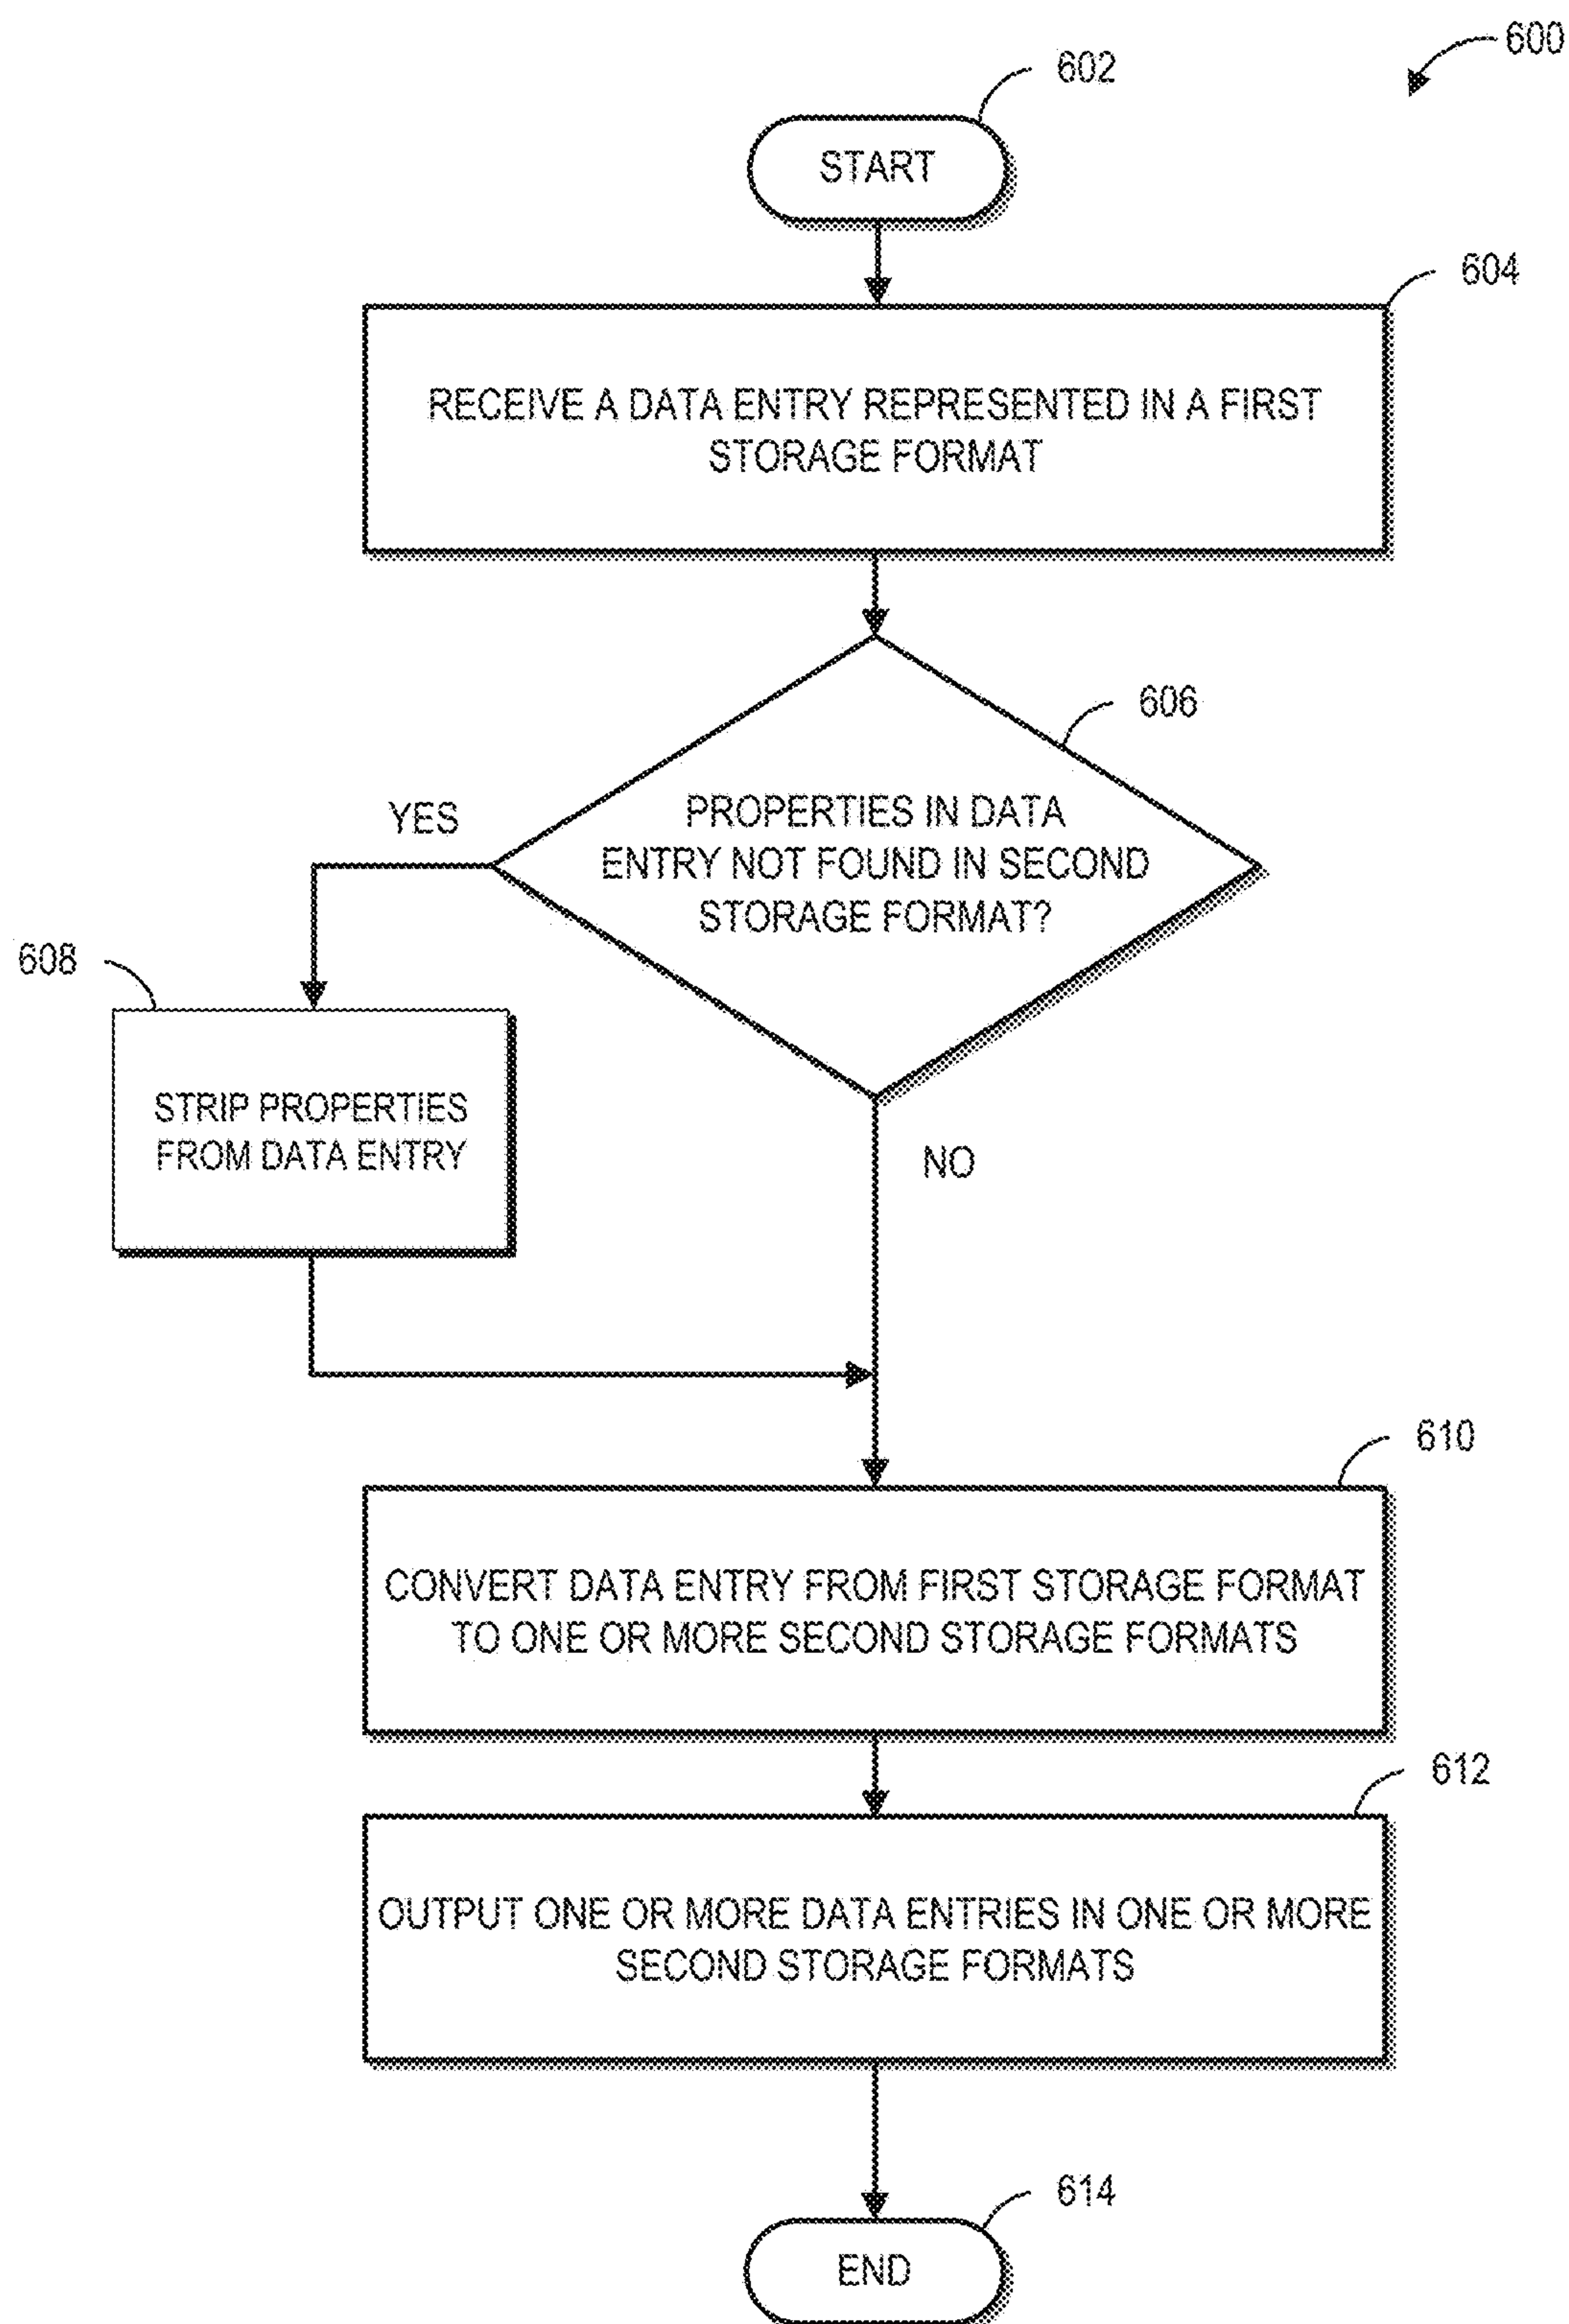 600
602
START
604
RECEIVE A DATA ENTRY REPRESENTED IN A FIRST
STORAGE FORMAT
606
PROPERTIES IN DATA
ENTRY NOT FOUND IN SECOND
STORAGE FORMAT?
YES
608
STRIP PROPERTIES
FROM DATA ENTRY
NO
610
CONVERT DATA ENTRY FROM FIRST STORAGE FORMAT
TO ONE OR MORE SECOND STORAGE FORMATS
612
OUTPUT ONE OR MORE DATA ENTRIES IN ONE OR MORE
SECOND STORAGE FORMATS
614
END